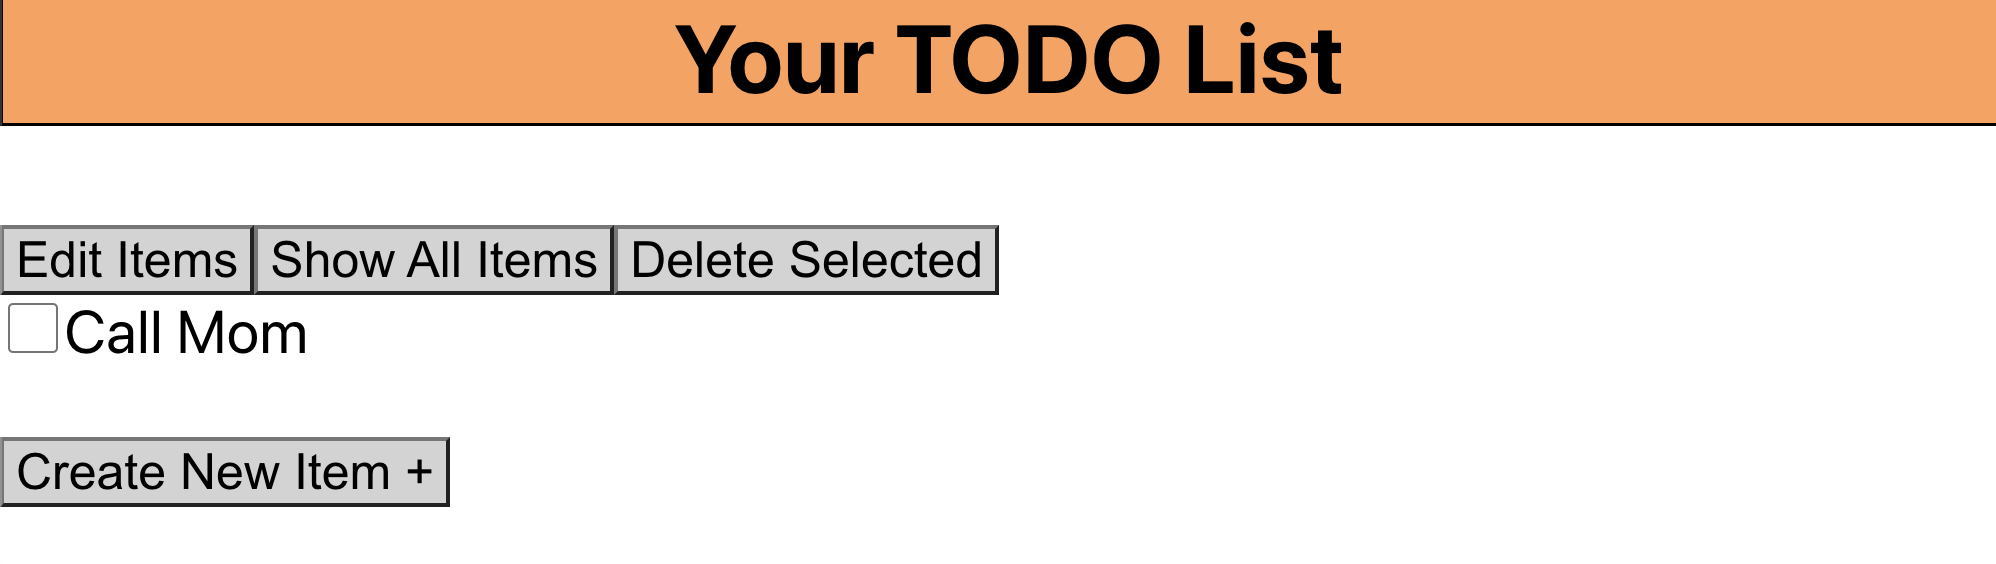 Your TODO List
Edit Items Show All Items Delete Selected
Call Mom
Create New Item +